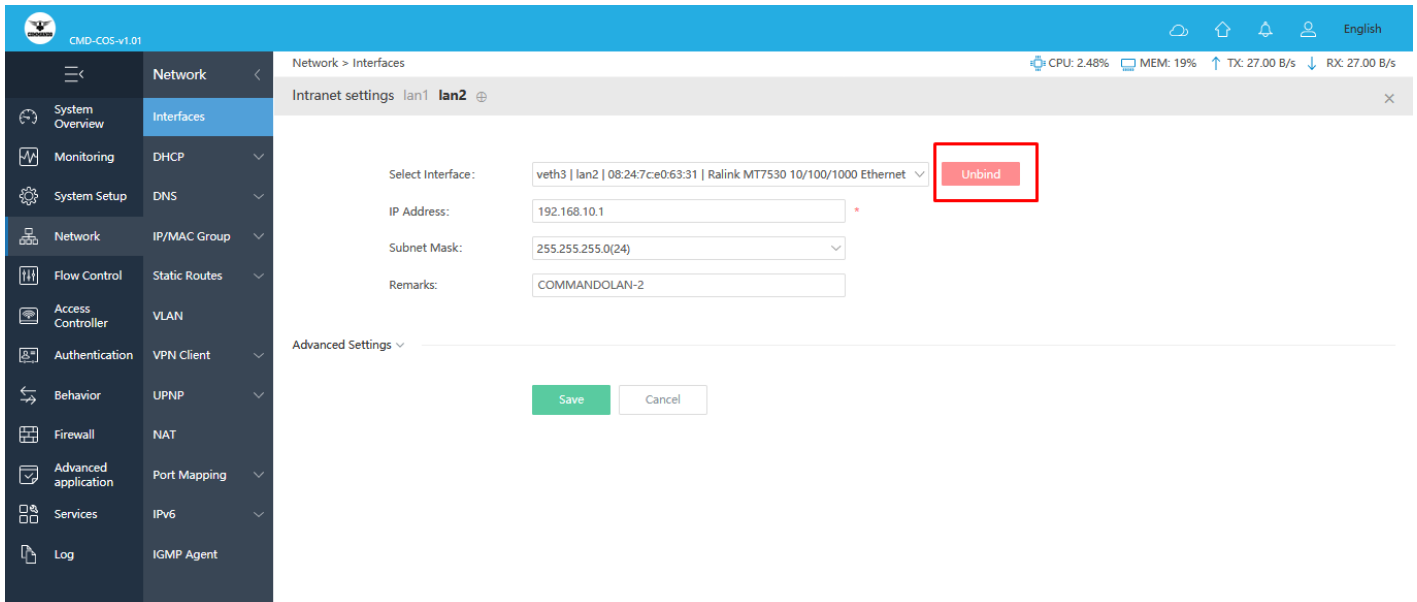 COMMANDO
CMD-COS-v1.01
English
Network
Network > Interfaces
CPU: 2.48% MEM: 19% ↑ TX: 27.00 B/s ↓ RX: 27.00 B/s
Intranet settings lan1 lan2
System
Overview
Monitoring
System Setup
Network
Flow Control
Access
Controller
Authentication
Behavior
Firewall
Advanced
application
Services
Log
Interfaces
DHCP
DNS
IP/MAC Group
Static Routes
VLAN
VPN Client
UPNP
NAT
Port Mapping
IPv6
IGMP Agent
Select Interface: veth3 | lan2 | 08:24:7c:e0:63:31 | Ralink MT7530 10/100/1000 Ethernet Unbind
IP Address: 192.168.10.1 *
Subnet Mask: 255.255.255.0(24)
Remarks: COMMANDOLAN-2
Advanced Settings
Save Cancel